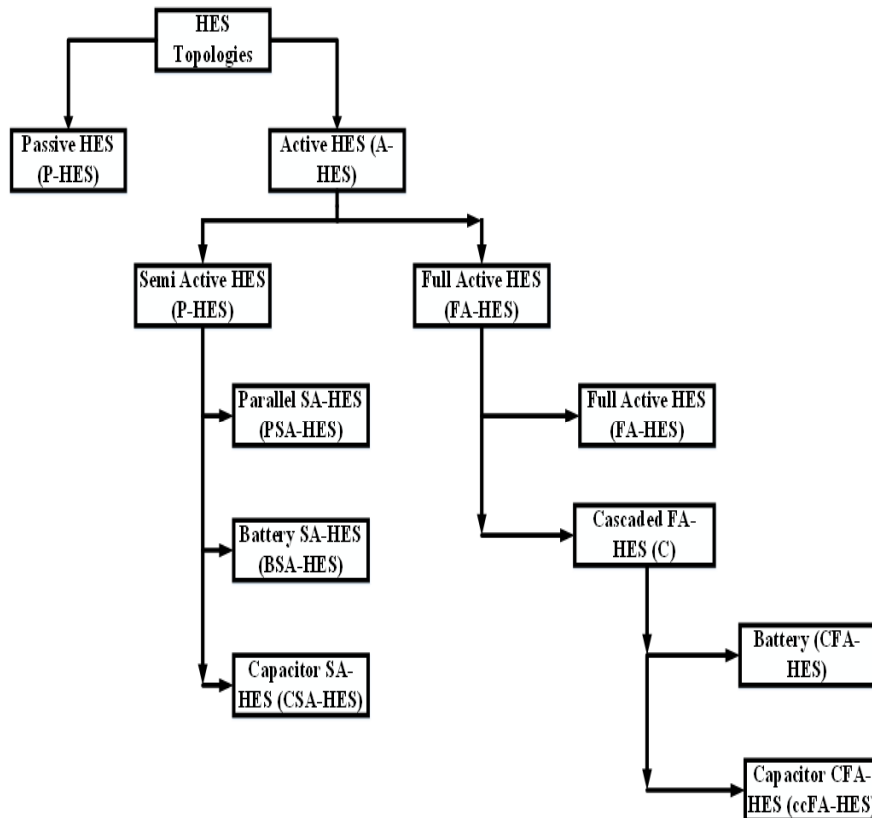 HES
Topologies
Passive HES
(P-HES)
Active HES (A-
HES)
Semi Active HES
(P-HES)
Full Active HES
(FA-HES)
Parallel SA-HES
(PSA-HES)
Full Active HES
(FA-HES)
Battery SA-HES
(BSA-HES)
Cascaded FA-
HES (C)
Capacitor SA-
HES (CSA-HES)
Battery (CFA-
HES)
Capacitor CFA-
HES (ccFA-HES)